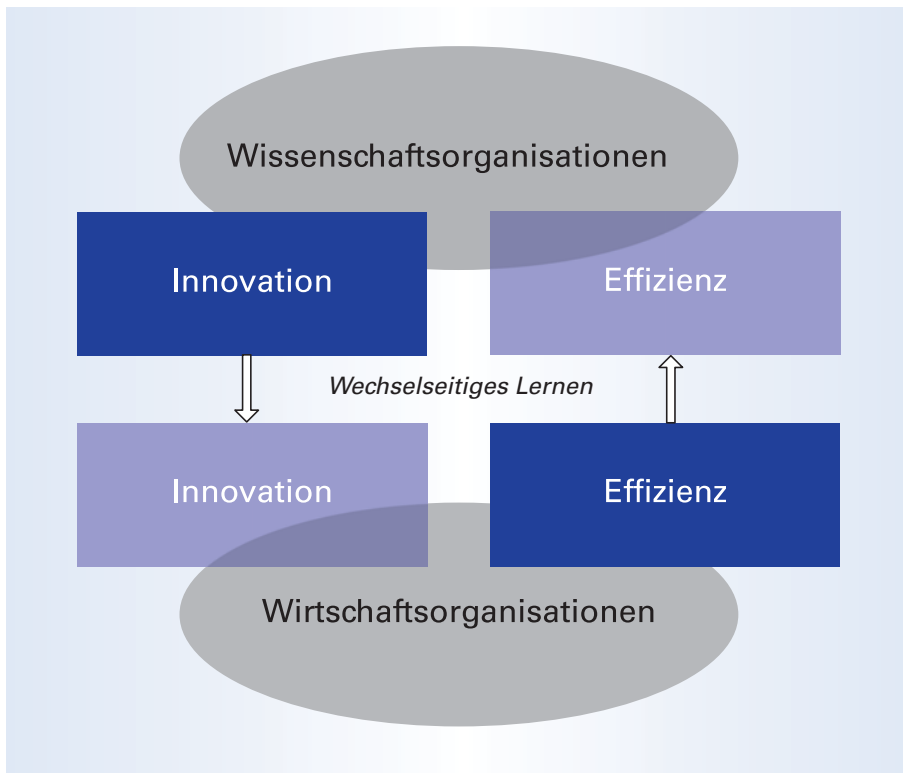 Wissenschaftsorganisationen
Innovation
Effizienz
Wechselseitiges Lernen
Innovation
Effizienz
Wirtschaftsorganisationen